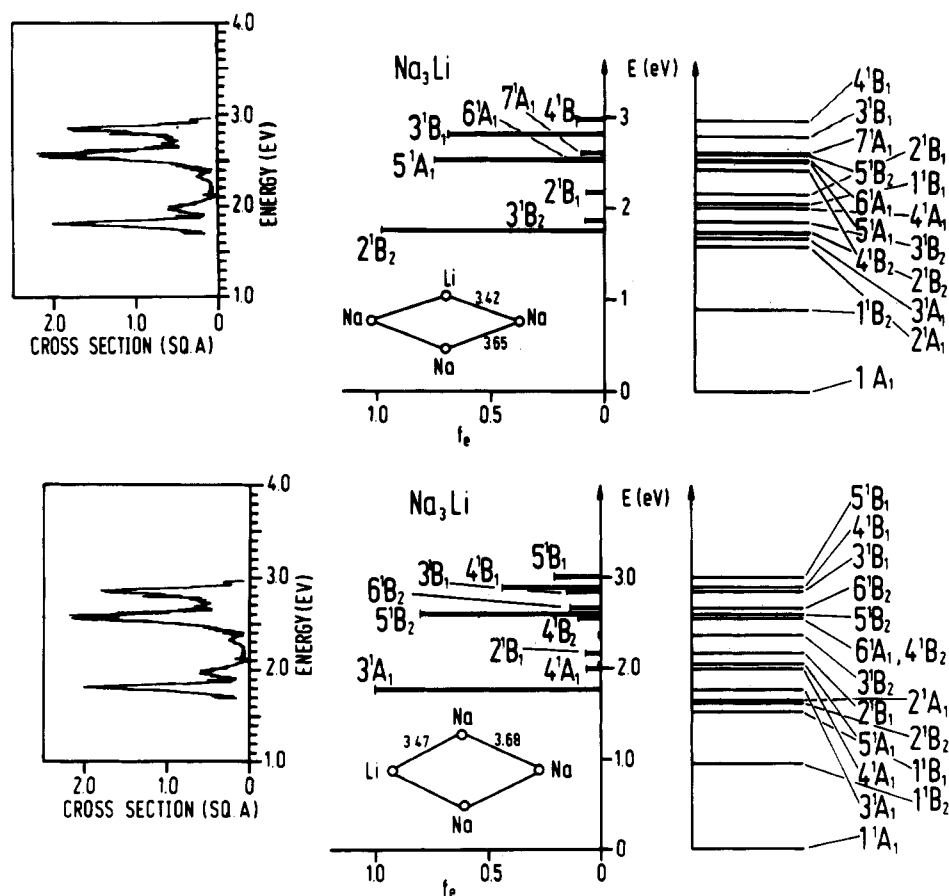 4.0
3.0
2.0
1.0
ENERGY (EV)
2.0 1.0 0
CROSS SECTION (SQ.A)
Na₃Li
E (eV)
7¹A₁
6¹A₁
4¹B₁
3¹B₁
5¹A₁
2¹B₁
3¹B₂
2¹B₂
3
2
1
0
Li
3.42
Na
Na
3.65
Na
1.0 0.5 0
fₑ
4¹B₁
3¹B₁
7¹A₁
2¹B₁
5¹B₂
1¹B₁
6¹A₁
4¹A₁
5¹A₁
3¹B₂
4¹B₂
2¹B₂
3¹A₁
1¹B₂
2¹A₁
1 A₁
4.0
3.0
2.0
1.0
ENERGY (EV)
2.0 1.0 0
CROSS SECTION (SQ.A)
Na₃Li
E (eV)
5¹B₁
4¹B₁
3¹B₁
6¹B₂
5¹B₂
4¹B₂
2¹B₁
3¹A₁
4¹A₁
3.0
2.0
1.0
0
Na
3.47
3.68
Li
Na
Na
1.0 0.5 0
fₑ
5¹B₁
4¹B₁
3¹B₁
6¹B₂
5¹B₂
6¹A₁,4¹B₂
3¹B₂
2¹A₁
2¹B₁
2¹B₂
5¹A₁
1¹B₁
4¹A₁
1¹B₂
3¹A₁
1¹A₁